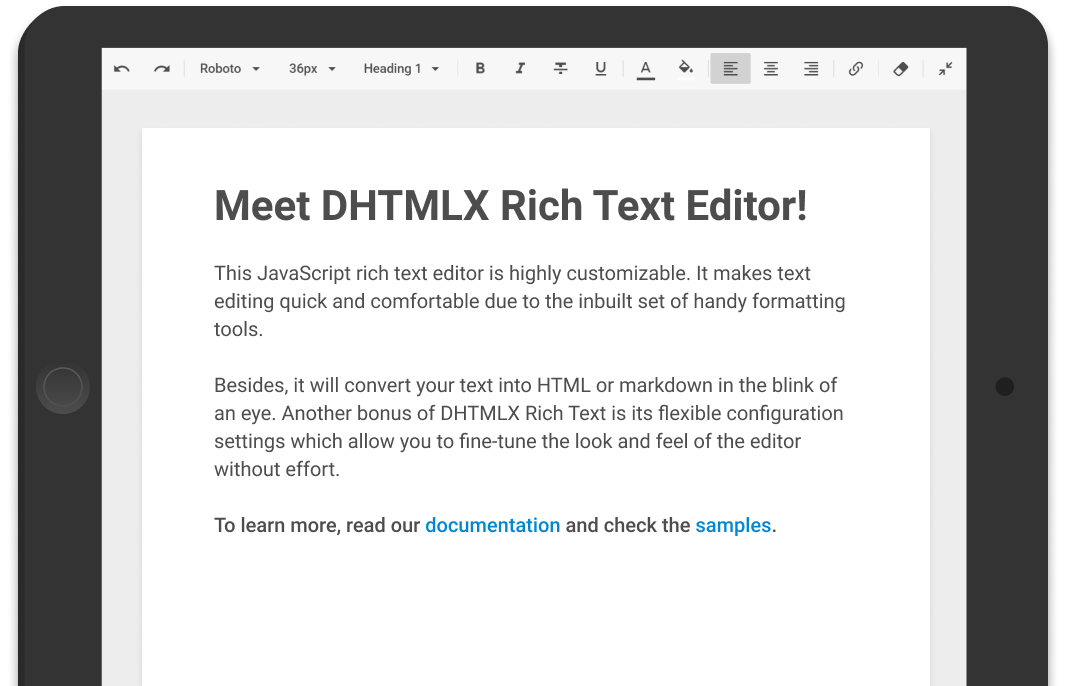 Roboto 36px Heading 1 B I T U A
Meet DHTMLX Rich Text Editor!
This JavaScript rich text editor is highly customizable. It makes text
editing quick and comfortable due to the inbuilt set of handy formatting
tools.
Besides, it will convert your text into HTML or markdown in the blink of
an eye. Another bonus of DHTMLX Rich Text is its flexible configuration
settings which allow you to fine-tune the look and feel of the editor
without effort.
To learn more, read our documentation and check the samples.